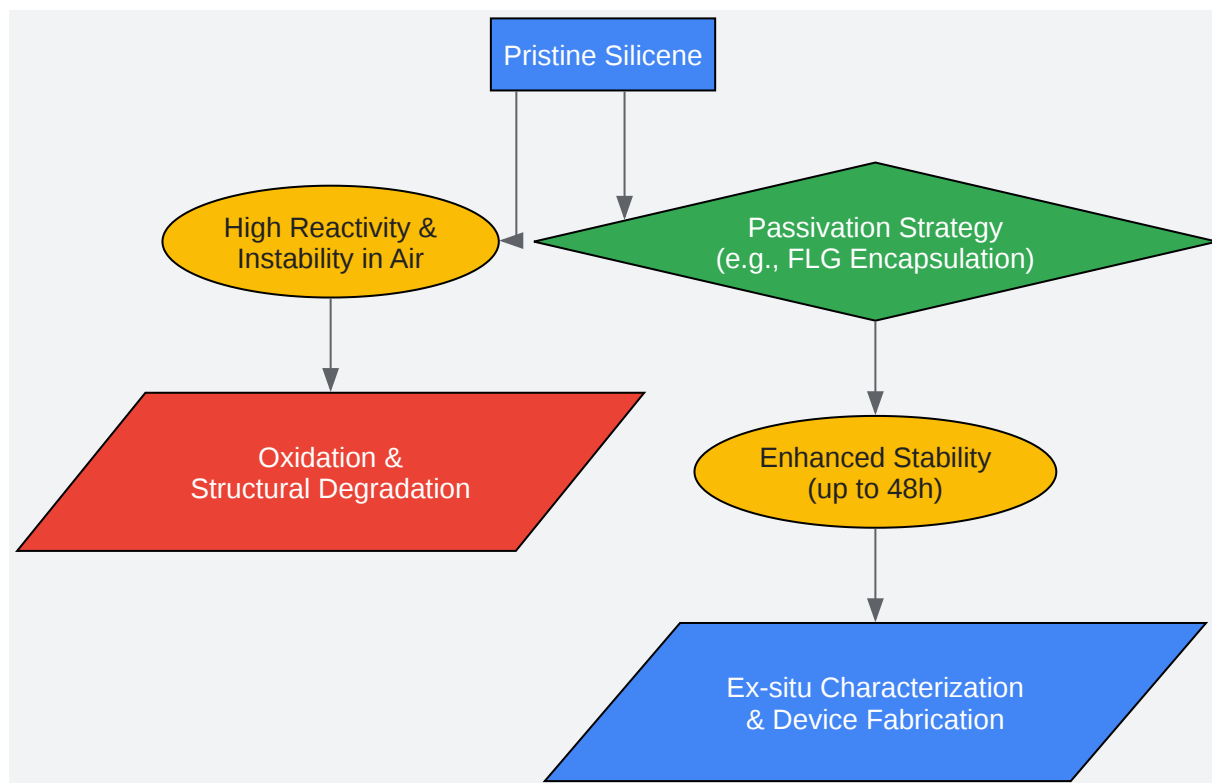 Pristine Silicene
High Reactivity &
Instability in Air
Passivation Strategy
(e.g., FLG Encapsulation)
Oxidation &
Structural Degradation
Enhanced Stability
(up to 48h)
Ex-situ Characterization
& Device Fabrication